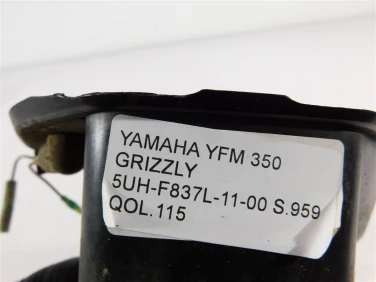 YAMAHA YFM 350
GRIZZLY
5UH-F837L-11-00 S.959
QOL.115